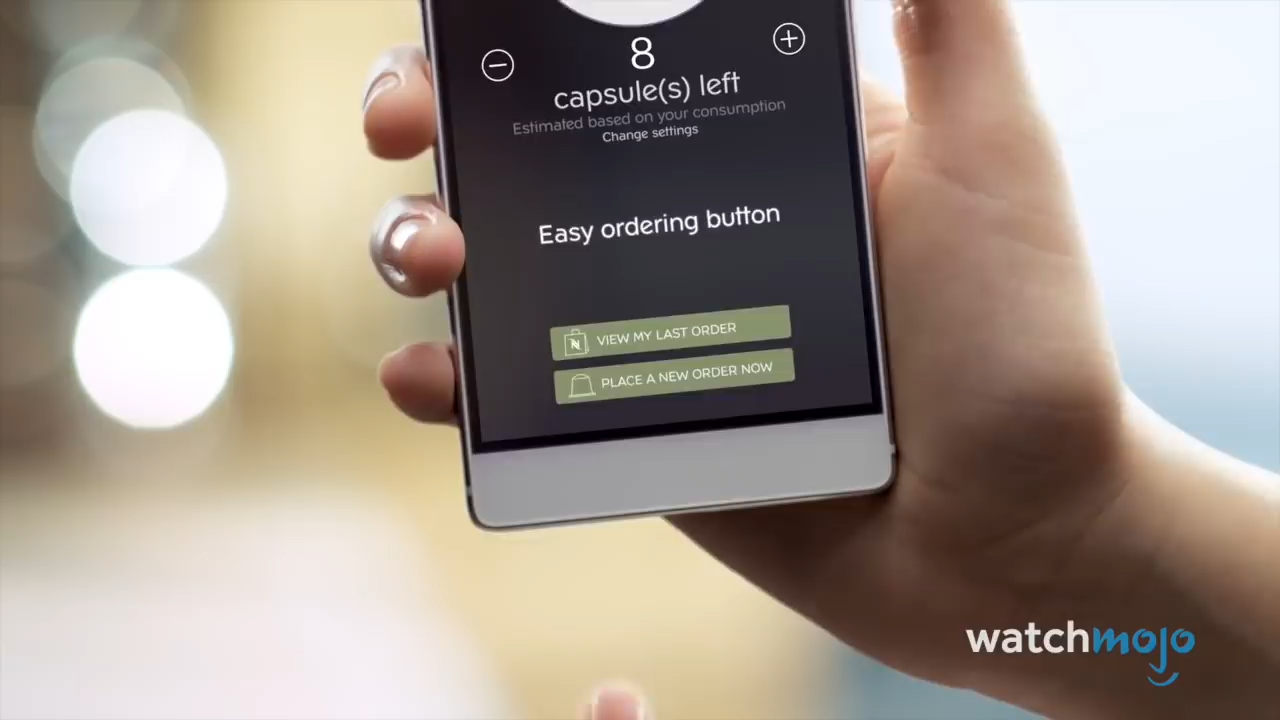 8
capsule(s) left
Estimated based on your consumption
Change settings
Easy ordering button
VIEW MY LAST ORDER
PLACE A NEW ORDER NOW
watchmojo